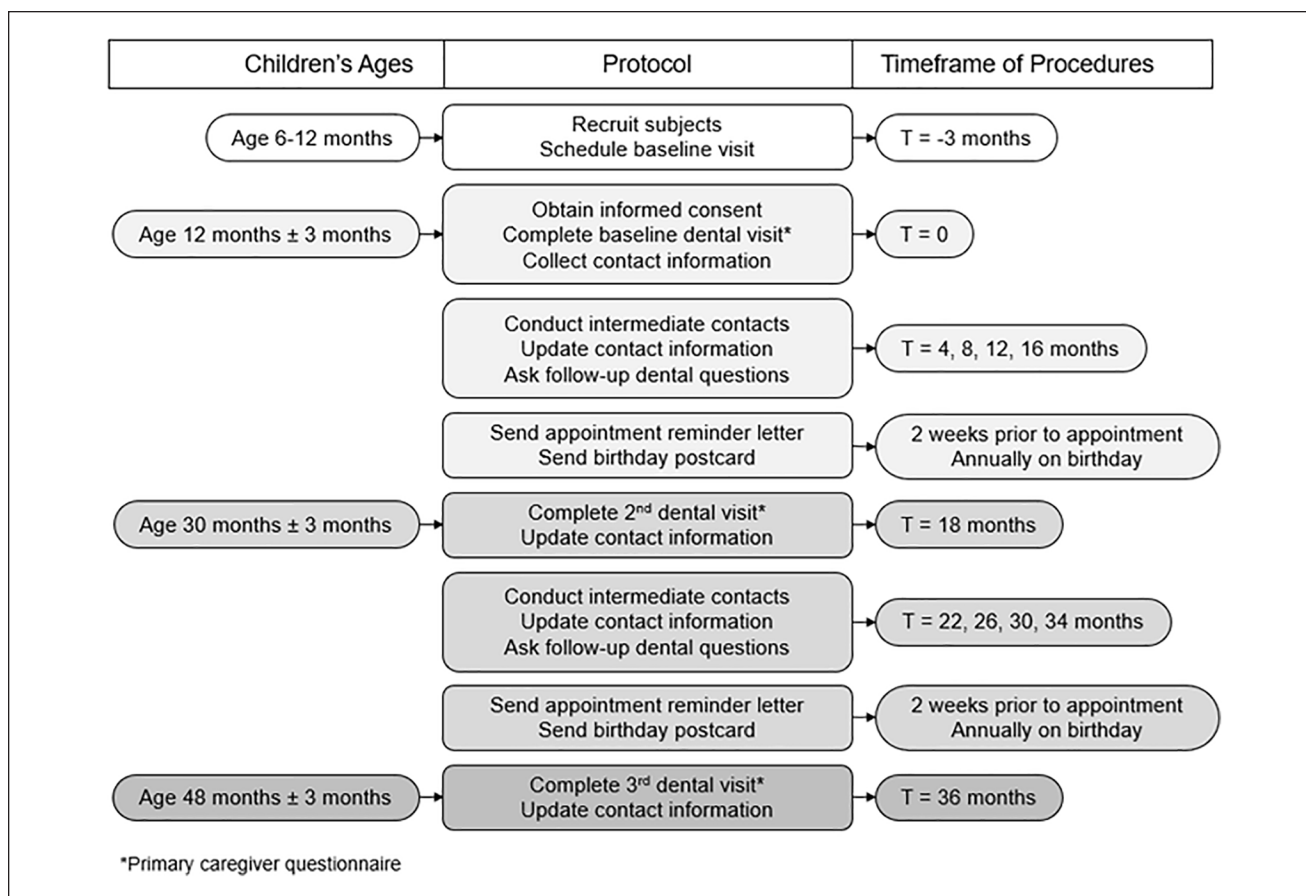 Children's Ages
Protocol
Timeframe of Procedures
Age 6-12 months
Recruit subjects
Schedule baseline visit
T = -3 months
Age 12 months ± 3 months
Obtain informed consent
Complete baseline dental visit*
Collect contact information
T = 0
Conduct intermediate contacts
Update contact information
Ask follow-up dental questions
T = 4, 8, 12, 16 months
Send appointment reminder letter
Send birthday postcard
2 weeks prior to appointment
Annually on birthday
Age 30 months ± 3 months
Complete 2nd dental visit*
Update contact information
T = 18 months
Conduct intermediate contacts
Update contact information
Ask follow-up dental questions
T = 22, 26, 30, 34 months
Send appointment reminder letter
Send birthday postcard
2 weeks prior to appointment
Annually on birthday
Age 48 months ± 3 months
Complete 3rd dental visit*
Update contact information
T = 36 months
*Primary caregiver questionnaire